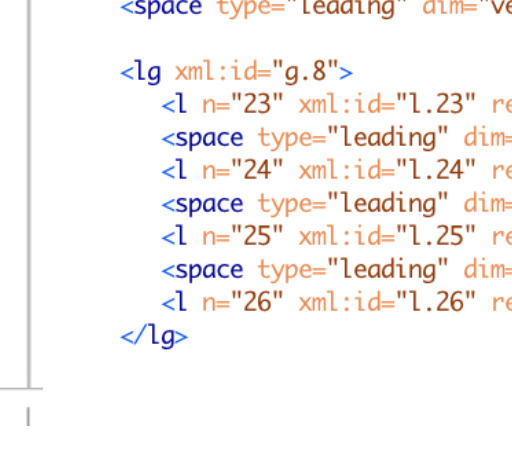 <space type="leading" dim="ve
<lg xml:id="g.8">
<l n="23" xml:id="l.23" re
<space type="leading" dim=
<l n="24" xml:id="l.24" re
<space type="leading" dim=
<l n="25" xml:id="l.25" re
<space type="leading" dim=
<l n="26" xml:id="l.26" re
</lg>